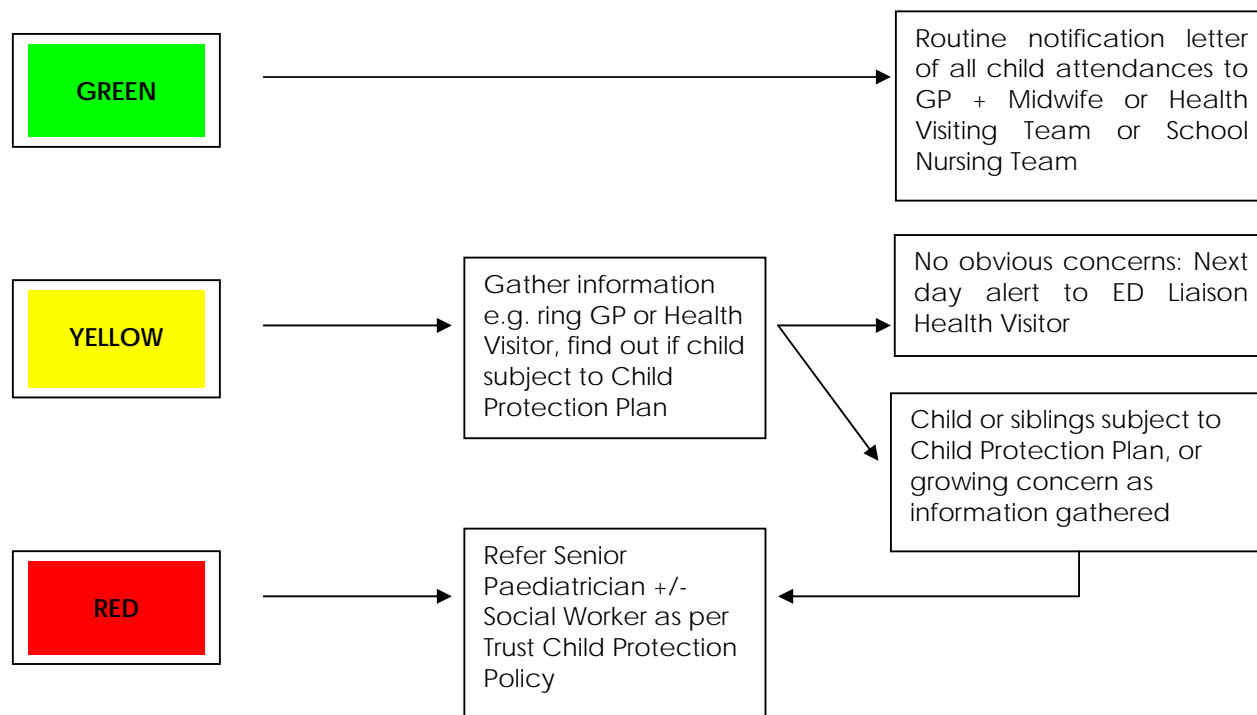 GREEN
Routine notification letter
of all child attendances to
GP + Midwife or Health
Visiting Team or School
Nursing Team
YELLOW
Gather information
e.g. ring GP or Health
Visitor, find out if child
subject to Child
Protection Plan
No obvious concerns: Next
day alert to ED Liaison
Health Visitor
Child or siblings subject to
Child Protection Plan, or
growing concern as
information gathered
RED
Refer Senior
Paediatrician +/-
Social Worker as per
Trust Child Protection
Policy